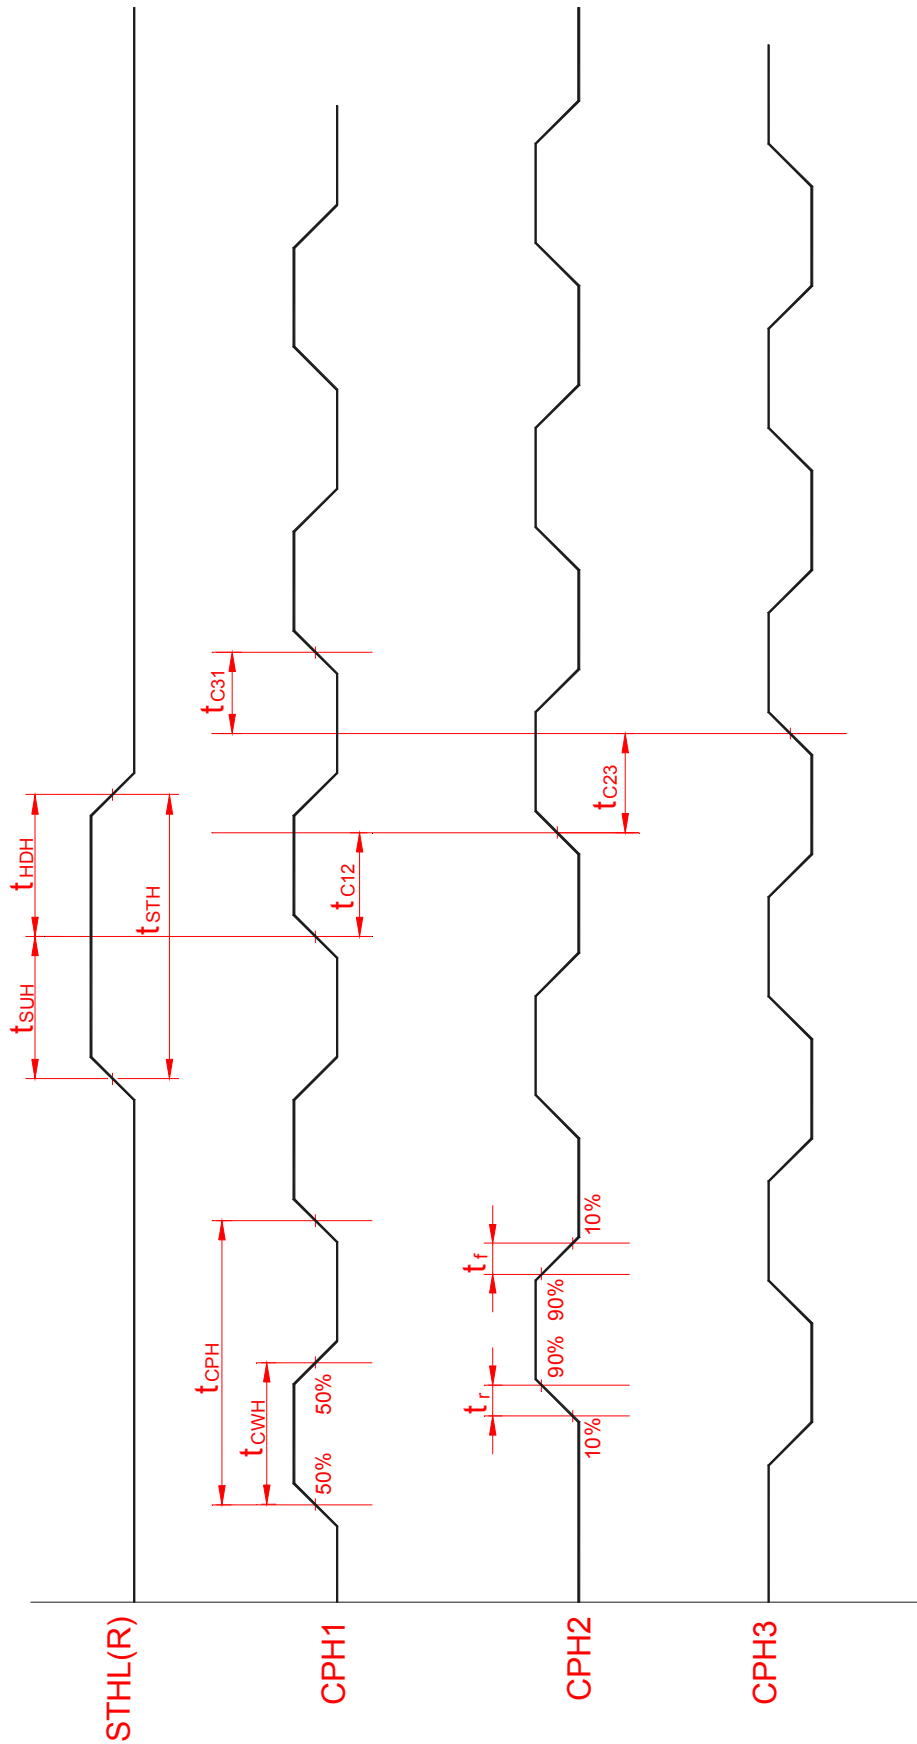 STHL(R)
tSUH
tHDH
tSTH
CPH1
tCPH
tCWH
50%
50%
tC12
tC31
CPH2
tr
tf
10%
90%
90%
10%
tC23
CPH3